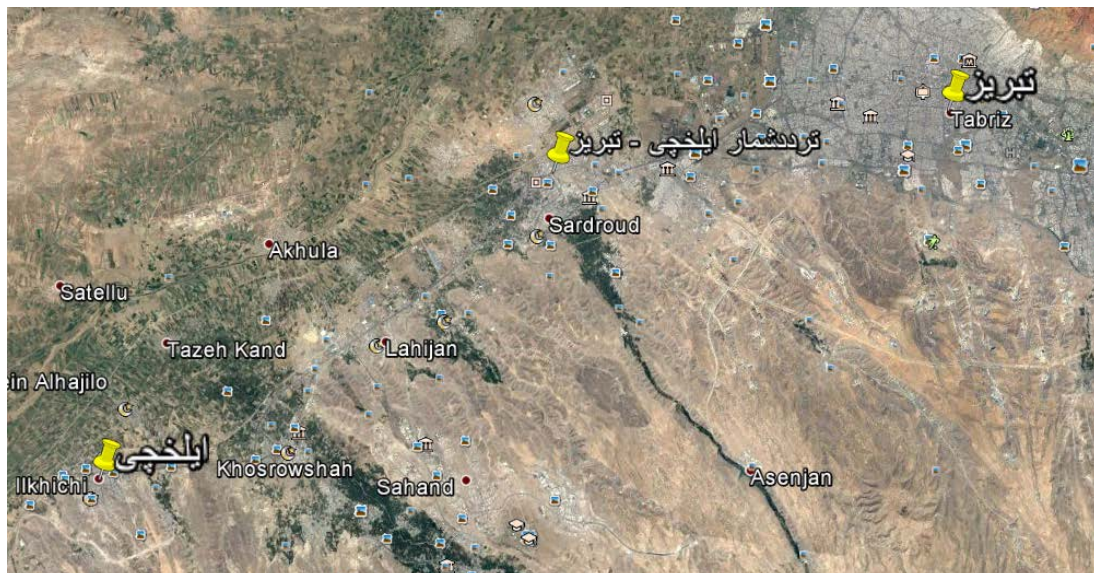 تبریز
Tabriz
ترددشمار ایلخچی - تبریز
Sardroud
Akhula
Satellu
Tazeh Kand
Lahijan
ein Alhajilo
ایلخچی
Ilkhichi
Khosrowshah
Sahand
Asenjan